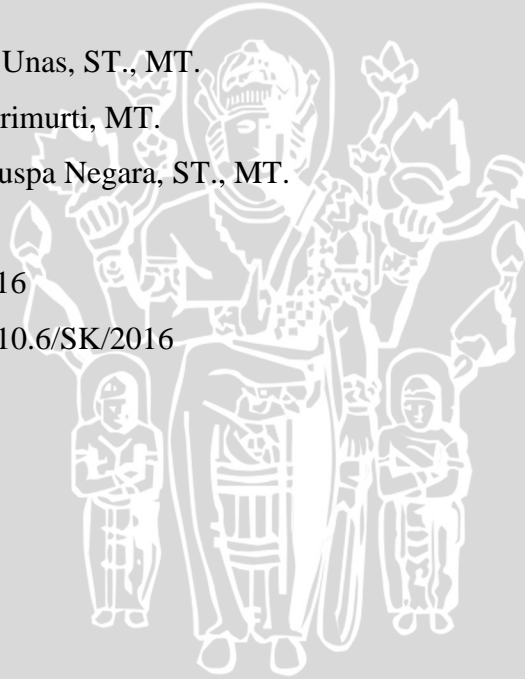 Unas, ST., MT.
rimurti, MT.
uspa Negara, ST., MT.
16
10.6/SK/2016